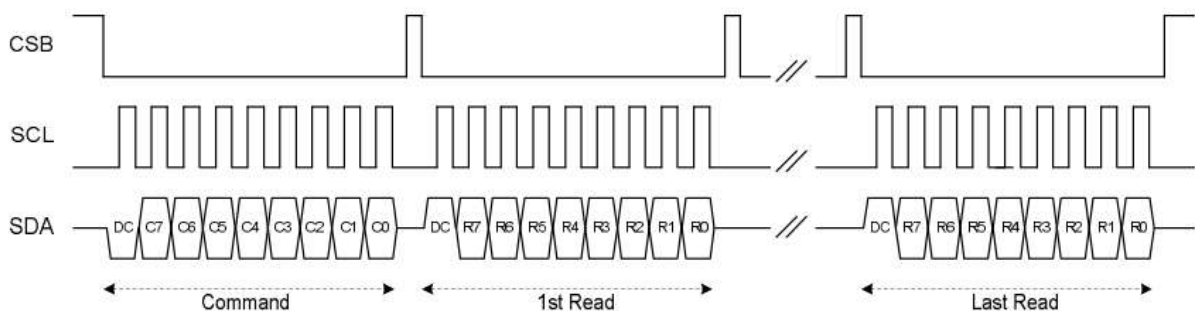 CSB
SCL
SDA DC C7 C6 C5 C4 C3 C2 C1 C0 DC R7 R6 R5 R4 R3 R2 R1 R0 DC R7 R6 R5 R4 R3 R2 R1 R0
Command 1st Read Last Read